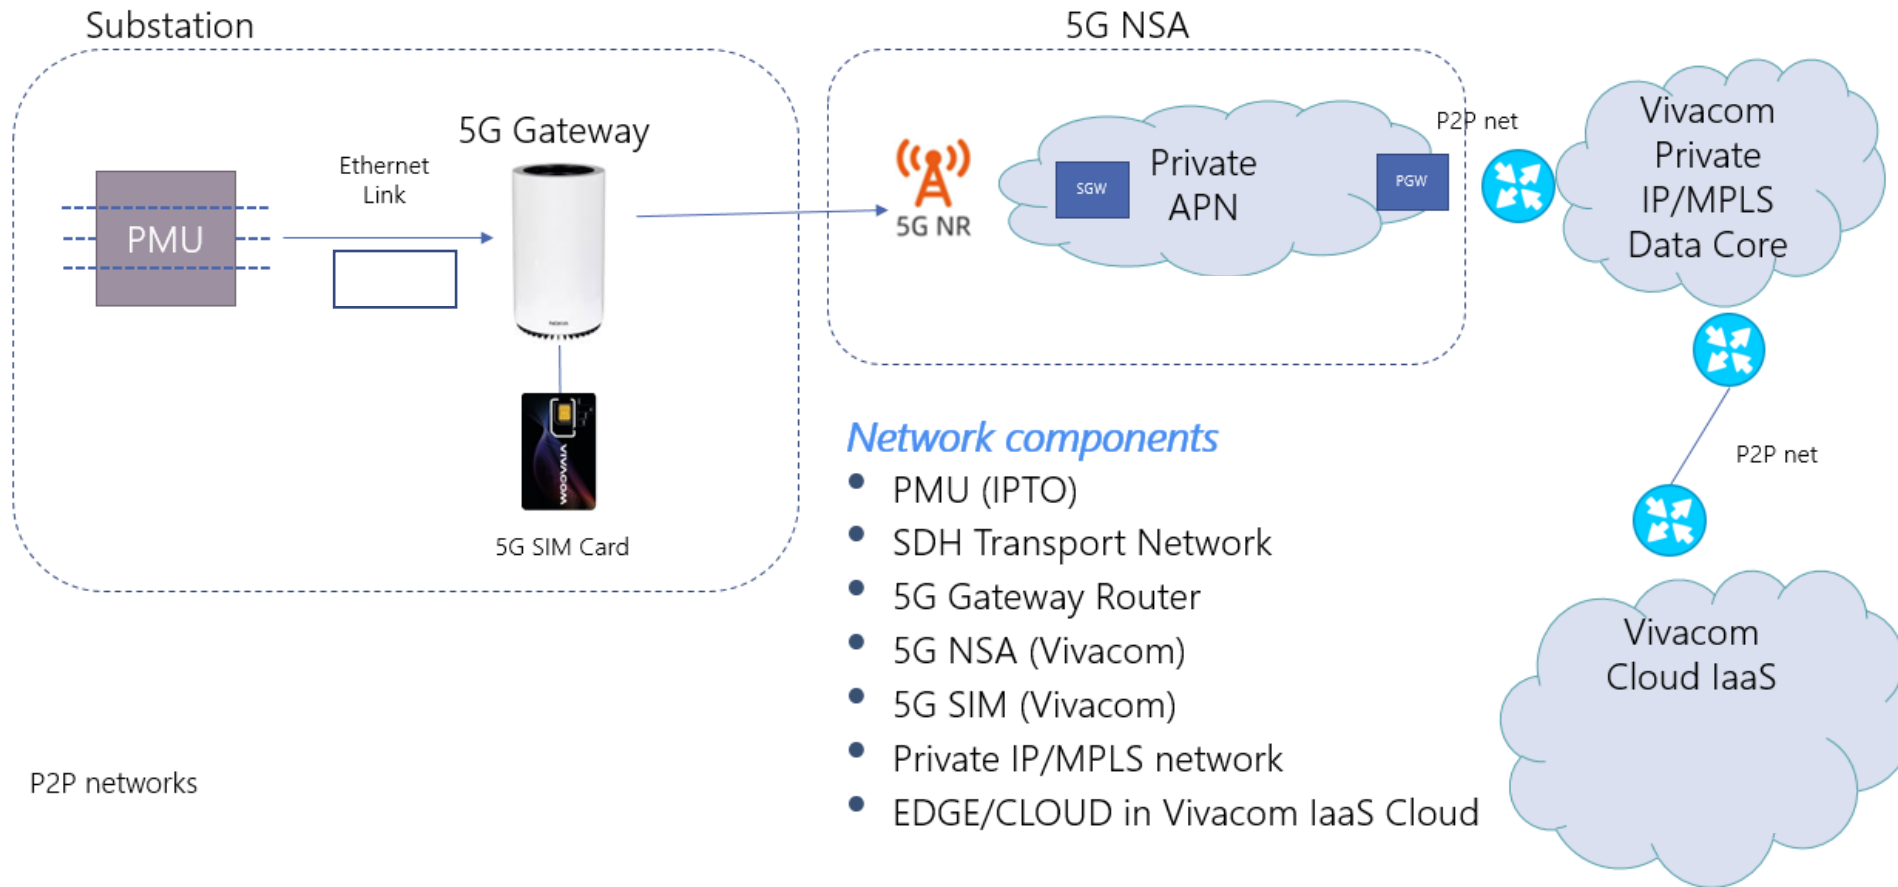 Substation
5G NSA
5G Gateway
Ethernet
Link
PMU
NOKIA
VIVACOM
5G SIM Card
5G NR
SGW
Private
APN
PGW
P2P net
Vivacom
Private
IP/MPLS
Data Core
P2P net
Vivacom
Cloud IaaS
Network components
• PMU (IPTO)
• SDH Transport Network
• 5G Gateway Router
• 5G NSA (Vivacom)
• 5G SIM (Vivacom)
• Private IP/MPLS network
• EDGE/CLOUD in Vivacom IaaS Cloud
P2P networks